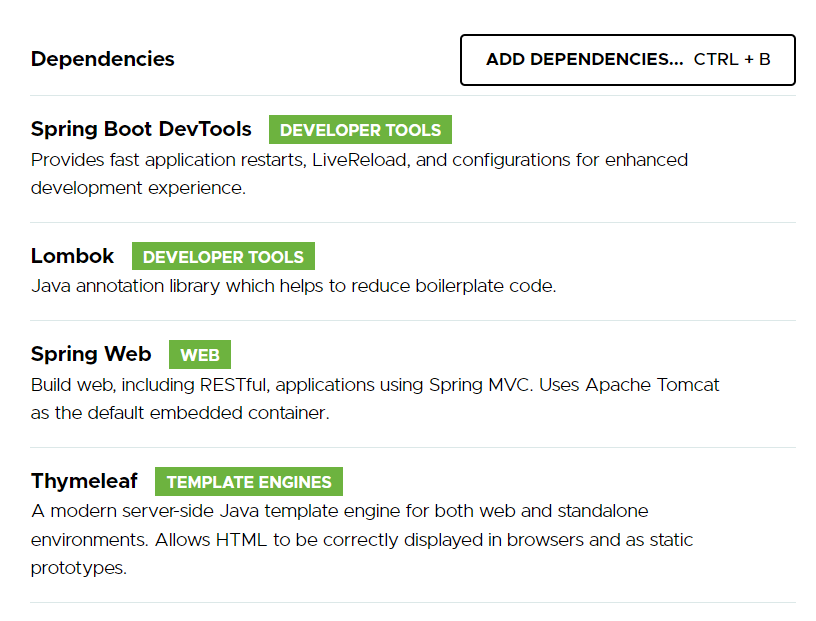 Dependencies
ADD DEPENDENCIES... CTRL + B
Spring Boot DevTools DEVELOPER TOOLS
Provides fast application restarts, LiveReload, and configurations for enhanced
development experience.
Lombok DEVELOPER TOOLS
Java annotation library which helps to reduce boilerplate code.
Spring Web WEB
Build web, including RESTful, applications using Spring MVC. Uses Apache Tomcat
as the default embedded container.
Thymeleaf TEMPLATE ENGINES
A modern server-side Java template engine for both web and standalone
environments. Allows HTML to be correctly displayed in browsers and as static
prototypes.